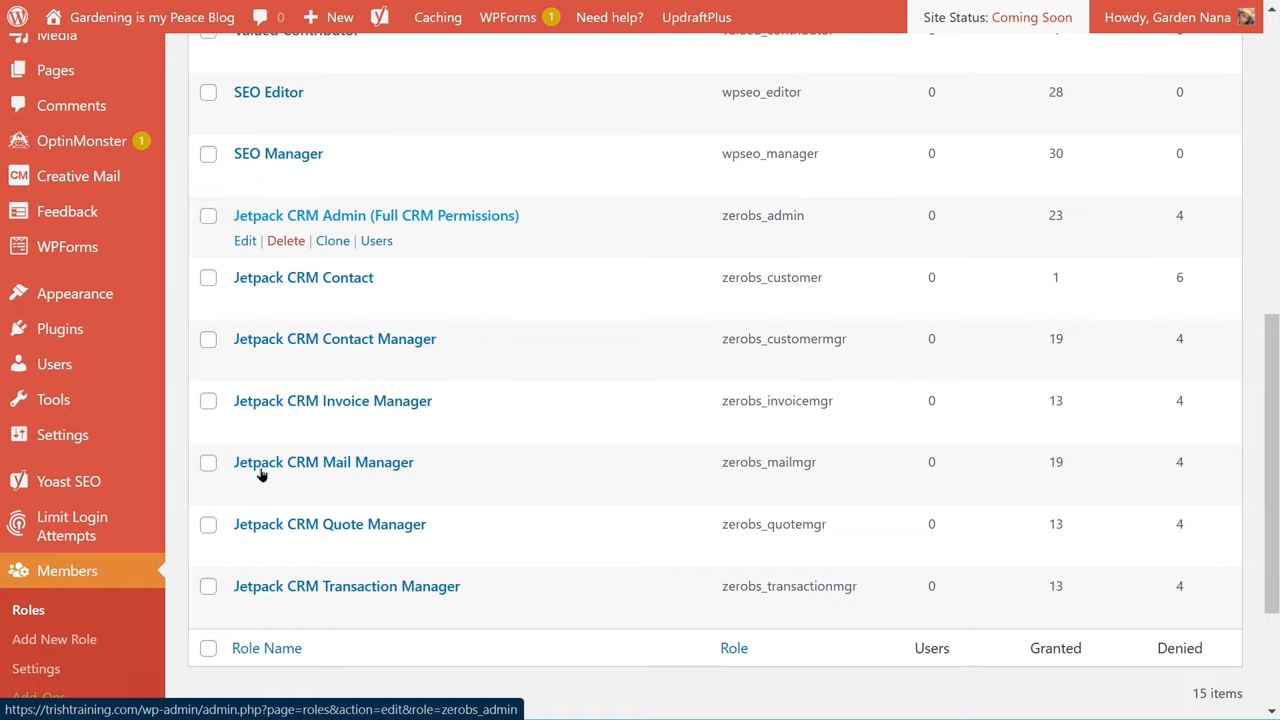 Gardening is my Peace Blog 0 New Caching WPForms 1 Need help? UpdraftPlus Site Status: Coming Soon Howdy, Garden Nana
Media
Pages
Comments
OptinMonster 1
CM Creative Mail
Feedback
WPForms
Appearance
Plugins
Users
Tools
Settings
Yoast SEO
Limit Login
Attempts
Members
Roles
Add New Role
Settings
Add-Ons
Valued Contributor valued_contributor
SEO Editor wpseo_editor 0 28 0
SEO Manager wpseo_manager 0 30 0
Jetpack CRM Admin (Full CRM Permissions) zerobs_admin 0 23 4
Edit | Delete | Clone | Users
Jetpack CRM Contact zerobs_customer 0 1 6
Jetpack CRM Contact Manager zerobs_customermgr 0 19 4
Jetpack CRM Invoice Manager zerobs_invoicemgr 0 13 4
Jetpack CRM Mail Manager zerobs_mailmgr 0 19 4
Jetpack CRM Quote Manager zerobs_quotemgr 0 13 4
Jetpack CRM Transaction Manager zerobs_transactionmgr 0 13 4
Role Name Role Users Granted Denied
15 items
https://trishtraining.com/wp-admin/admin.php?page=roles&action=edit&role=zerobs_admin